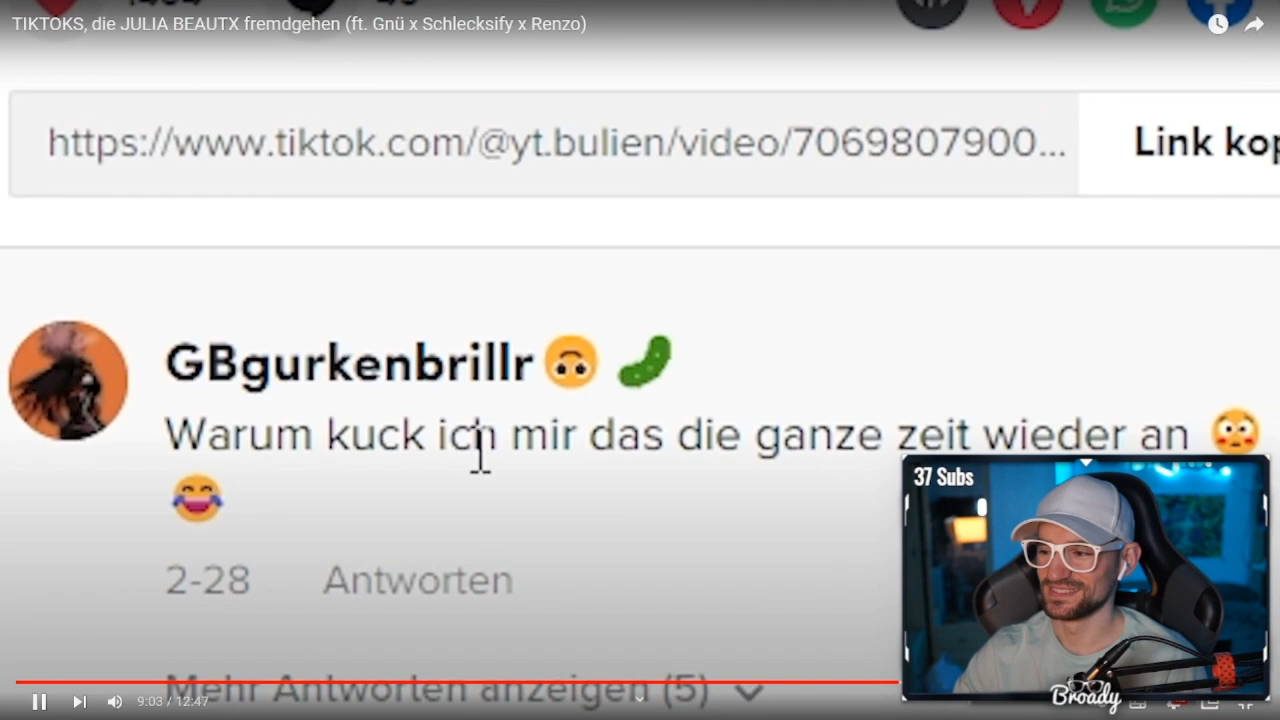 TIKTOKS, die JULIA BEAUTX fremdgehen (ft. Gnü x Schlecksify x Renzo)
https://www.tiktok.com/@yt.bulien/video/7069807900...
Link kop
GBgurkenbrillr🙃 🥒
Warum kuck ich mir das die ganze zeit wieder an 😳
😂
2-28 Antworten
Mehr Antworten anzeigen (5)
37 Subs
Broady
9:03 / 12:47